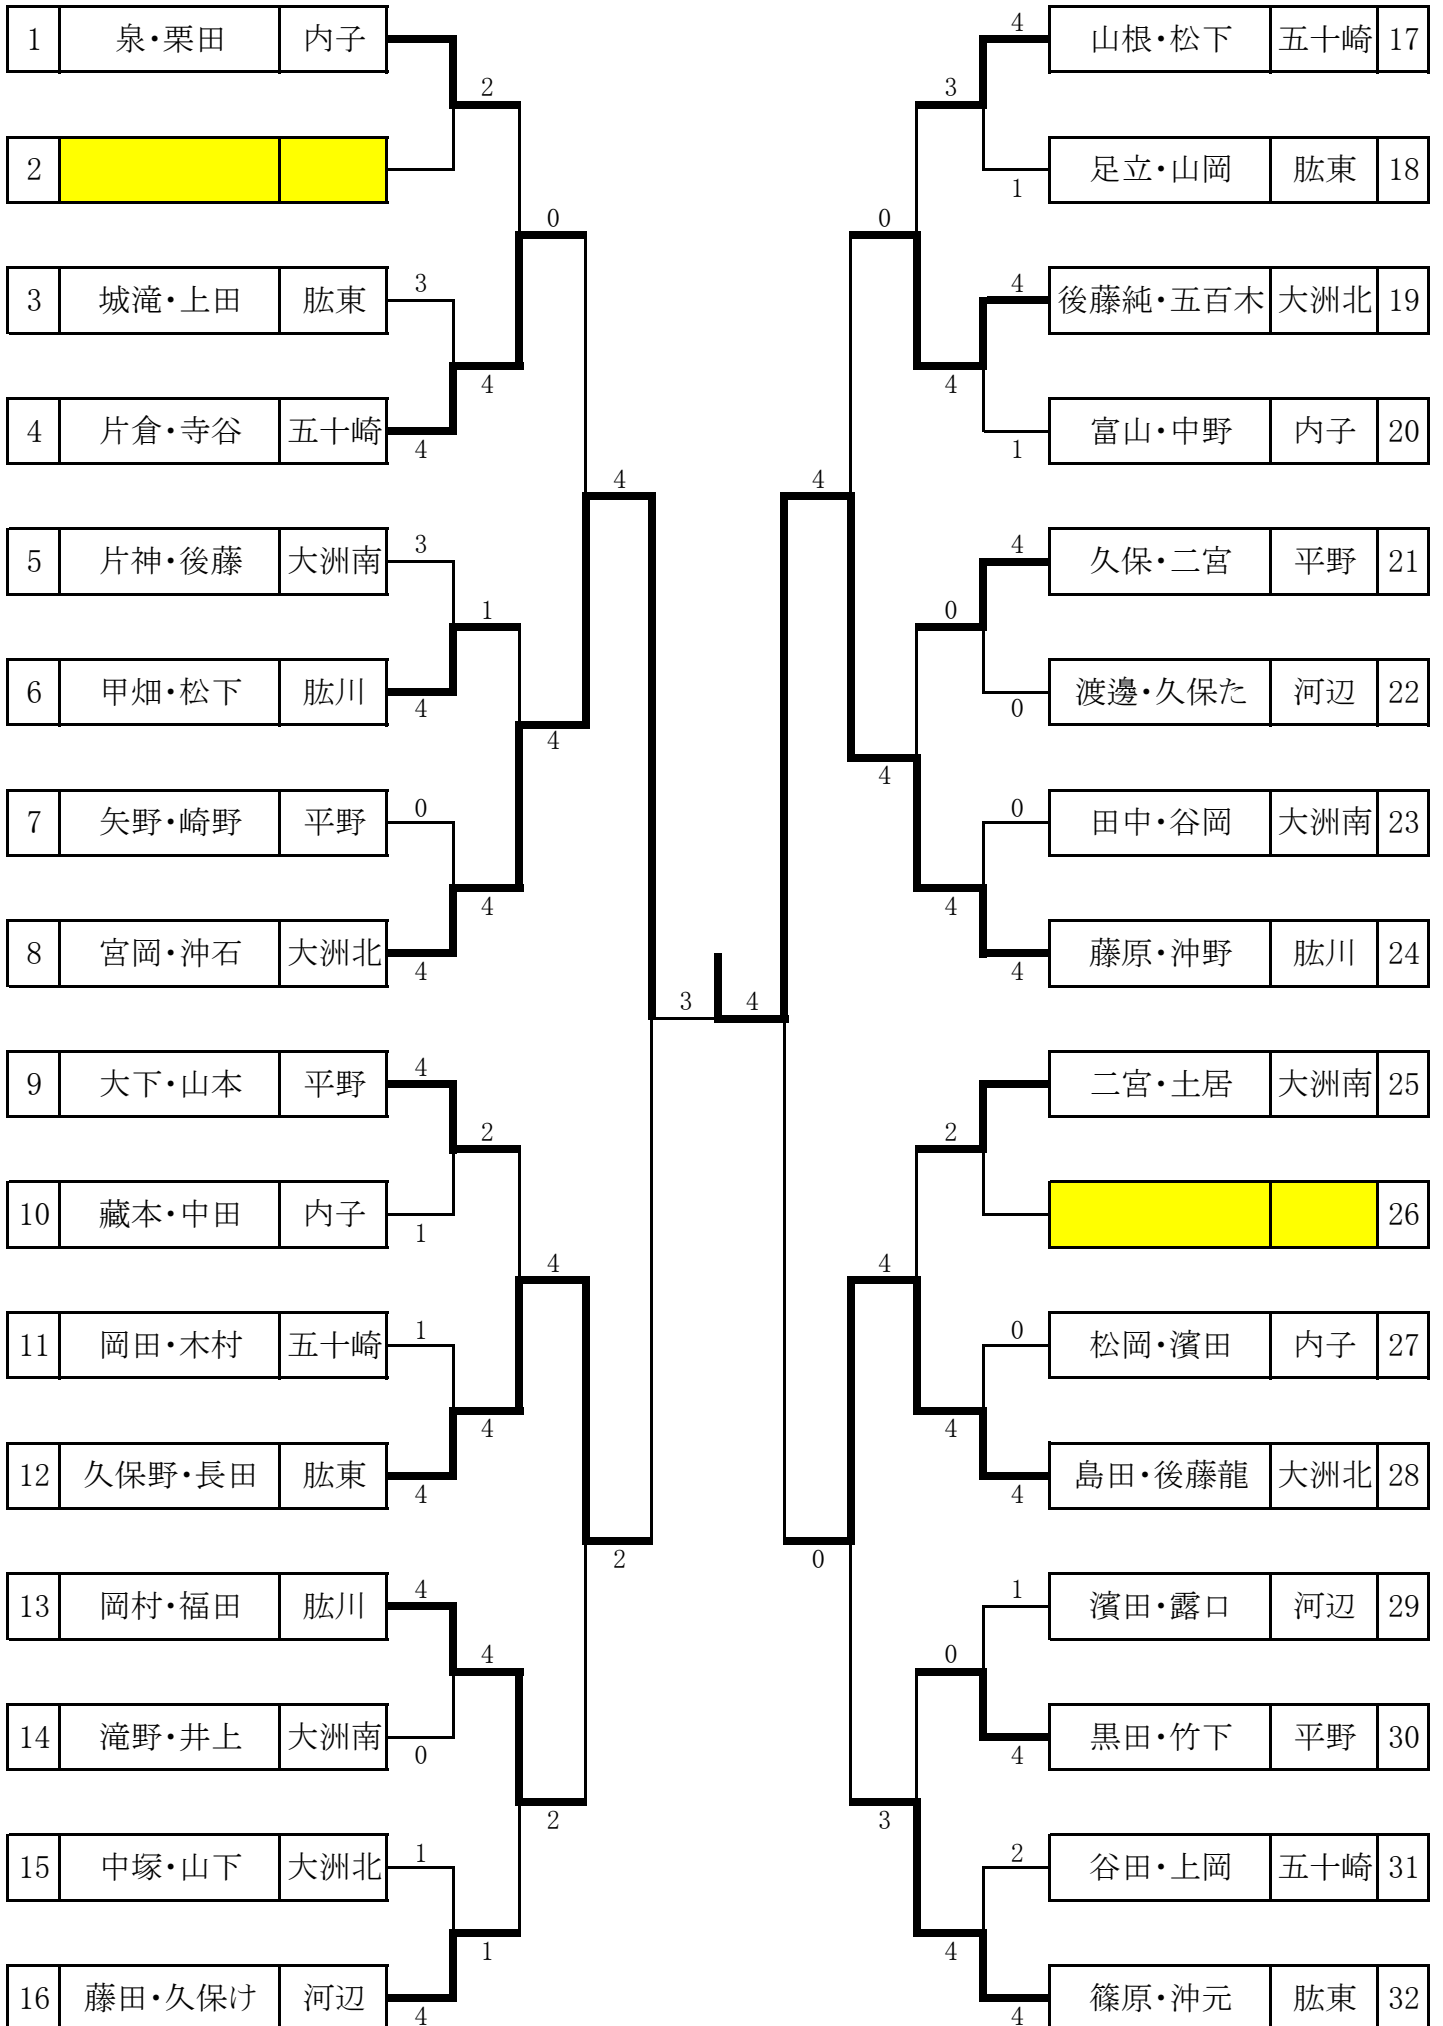 1 泉・栗田 内子
2
3 城滝・上田 肱東
4 片倉・寺谷 五十崎
5 片神・後藤 大洲南
6 甲畑・松下 肱川
7 矢野・崎野 平野
8 宮岡・沖石 大洲北
9 大下・山本 平野
10 藏本・中田 内子
11 岡田・木村 五十崎
12 久保野・長田 肱東
13 岡村・福田 肱川
14 滝野・井上 大洲南
15 中塚・山下 大洲北
16 藤田・久保け 河辺
2
3
4
0
4
3
1
4
4
0
4
4
4
4
2
1
4
1
4
4
2
4
4
0
2
1
1
4
3
4
4
3
1
0
4
4
1
4
4
0
0
4
0
4
4
2
4
0
4
4
0
1
0
4
3
2
4
4
山根・松下 五十崎 17
足立・山岡 肱東 18
後藤純・五百木 大洲北 19
富山・中野 内子 20
久保・二宮 平野 21
渡邊・久保た 河辺 22
田中・谷岡 大洲南 23
藤原・沖野 肱川 24
二宮・土居 大洲南 25
26
松岡・濱田 内子 27
島田・後藤龍 大洲北 28
濱田・露口 河辺 29
黒田・竹下 平野 30
谷田・上岡 五十崎 31
篠原・沖元 肱東 32